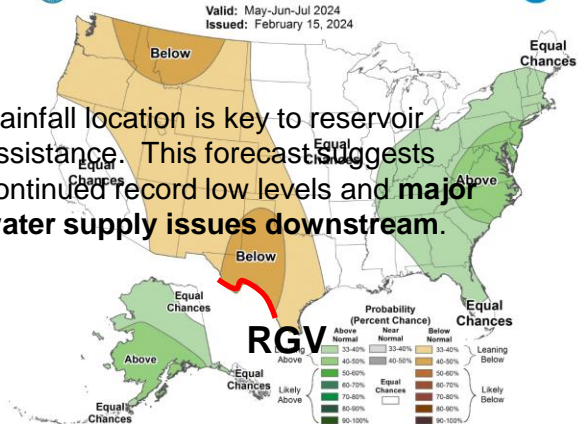 Valid: May-Jun-Jul 2024
Issued: February 15, 2024
Below
Equal
Chances
ainfall location is key to reservoir
ssistance. This forecast suggests
ontinued record low levels and major
ater supply issues downstream.
Equal
Chances
Equal
Chances
Above
Below
Equal
Chances
Above
Equal
Chances
Equal
Chances
RGV
Equal
Chances
Probability
(Percent Chance)
Above Normal
Near Normal
Below Normal
Leaning Above
33-40% 33-40% 33-40%
40-50% 40-50% 40-50%
Leaning Below
Likely Above
50-60% 50-60%
60-70% 60-70%
70-80% 70-80%
80-90% 80-90%
90-100% 90-100%
Likely Below
Equal Chances